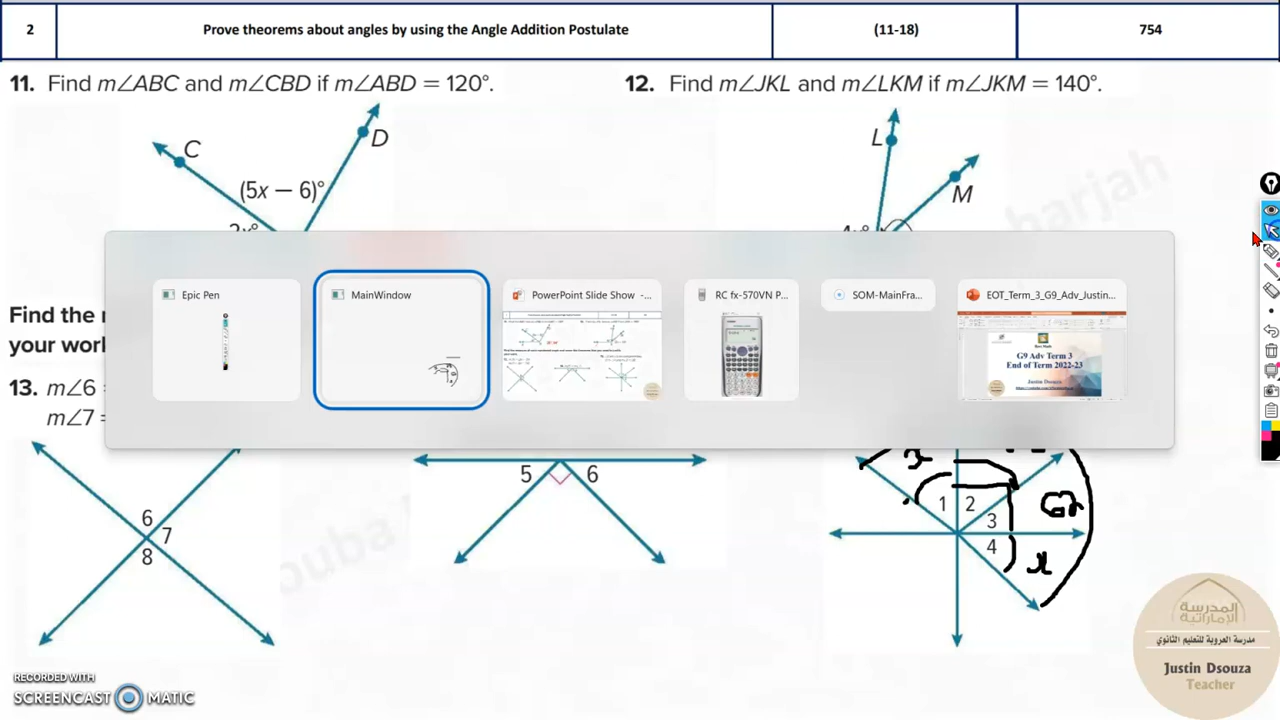 2 Prove theorems about angles by using the Angle Addition Postulate (11-18) 754
11. Find m∠ABC and m∠CBD if m∠ABD = 120°.
12. Find m∠JKL and m∠LKM if m∠JKM = 140°.
C
D
(5x − 6)°
L
M
Epic Pen
MainWindow
PowerPoint Slide Show -...
RC fx-570VN P...
SOM-MainFra...
EOT_Term_3_G9_Adv_Justin...
G9 Adv Term 3
End of Term 2022-23
Justin Dsouza
Find the
your
13. m∠6
m∠7 =
6
7
8
5 6
1 2
3
4
x
المدرسة
الإماراتية
مدرسة العروبة للتعليم الثانوي
Justin Dsouza
Teacher
RECORDED WITH
SCREENCAST MATIC